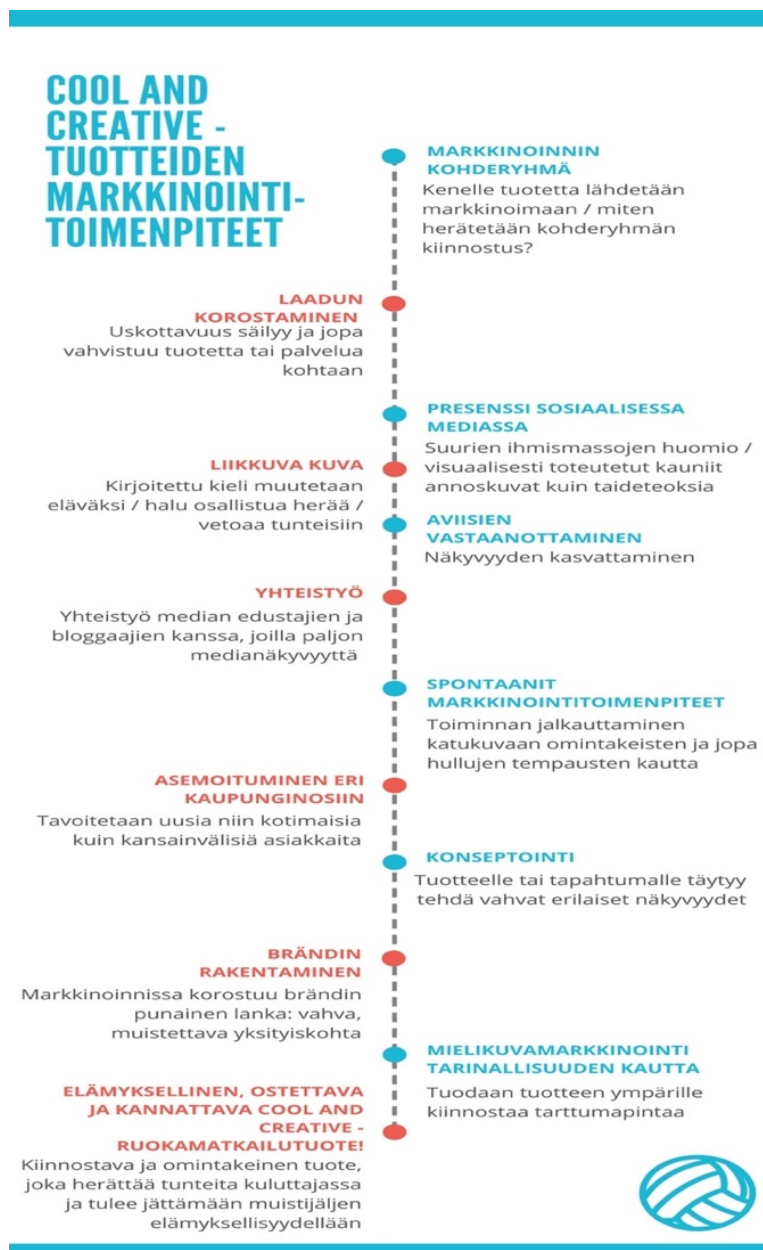 COOL AND
CREATIVE -
TUOTTEIDEN
MARKKINOINTI-
TOIMENPITEET
MARKKINOINNIN
KOHDERYHMÄ
Kenelle tuotetta lähdetään
markkinoimaan / miten
herätetään kohderyhmän
kiinnostus?
LAADUN
KOROSTAMINEN
Uskottavuus säilyy ja jopa
vahvistuu tuotetta tai palvelua
kohtaan
PRESENSSI SOSIAALISESSA
MEDIASSA
Suurien ihmismassojen huomio /
visuaalisesti toteutetut kauniit
annoskuvat kuin taideteoksia
LIIKKUVA KUVA
Kirjoitettu kieli muutetaan
eläväksi / halu osallistua herää /
vetoaa tunteisiin
AVIISIEN
VASTAANOTTAMINEN
Näkyvyyden kasvattaminen
YHTEISTYÖ
Yhteistyö median edustajien ja
bloggaajien kanssa, joilla paljon
medianäkyvyyttä
SPONTAANIT
MARKKINOINTITOIMENPITEET
Toiminnan jalkauttaminen
katukuvaan omintakeisten ja jopa
hullujen tempausten kautta
ASEMOITUMINEN ERI
KAUPUNGINOSIIN
Tavoitetaan uusia niin kotimaisia
kuin kansainvälisiä asiakkaita
KONSEPTOINTI
Tuotteelle tai tapahtumalle täytyy
tehdä vahvat erilaiset näkyvyydet
BRÄNDIN
RAKENTAMINEN
Markkinoinnissa korostuu brändin
punainen lanka: vahva,
muistettava yksityiskohta
MIELIKUVAMARKKINOINTI
TARINALLISUUDEN KAUTTA
Tuodaan tuotteen ympärille
kiinnostaa tarttumapintaa
ELÄMYKSELLINEN, OSTETTAVA
JA KANNATTAVA COOL AND
CREATIVE -
RUOKAMATKAILUTUOTE!
Kiinnostava ja omintakeinen tuote,
joka herättää tunteita kuluttajassa
ja tulee jättämään muistijäljen
elämyksellisyydellään